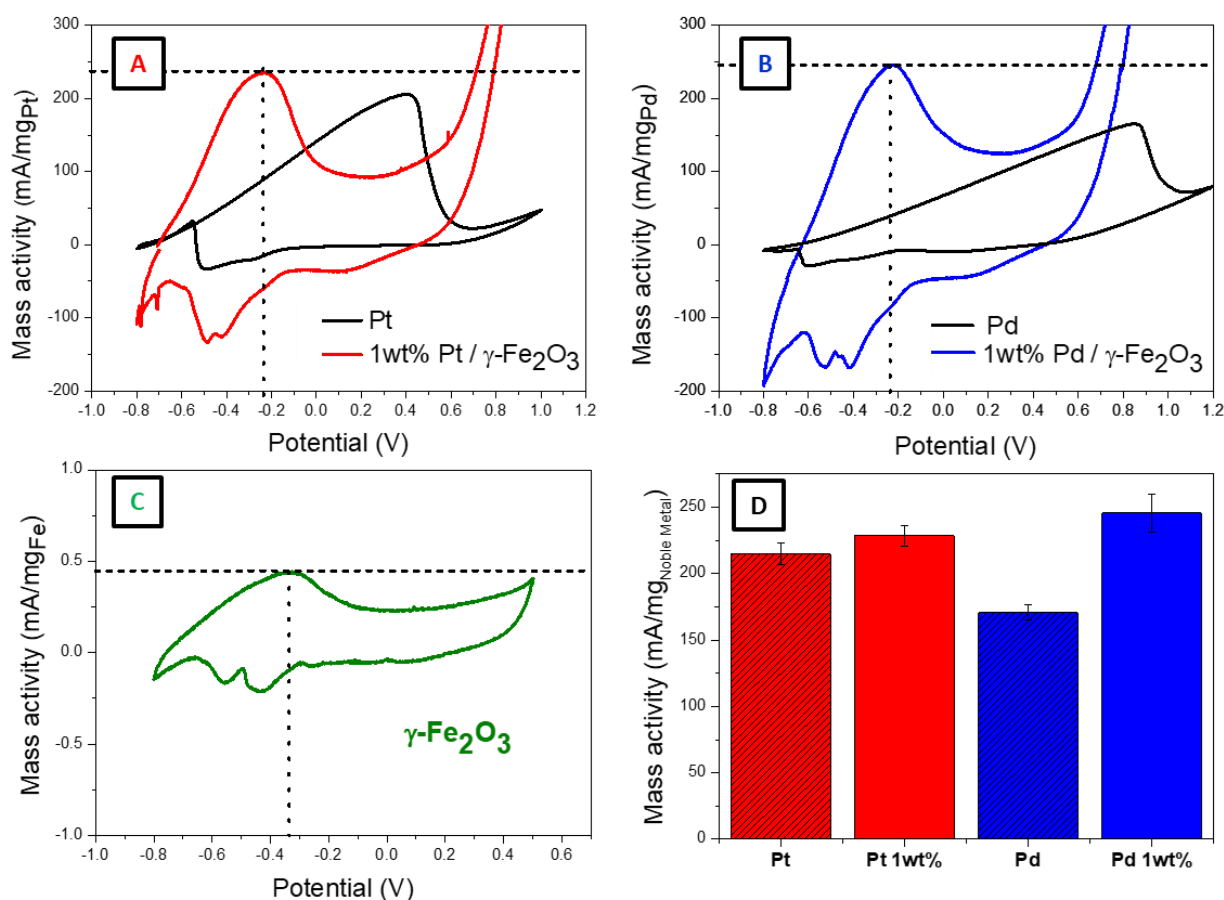 A
300
200
100
0
-100
-200
Mass activity (mA/mgPt)
Pt
1wt% Pt / γ-Fe2O3
-1.0 -0.8 -0.6 -0.4 -0.2 0.0 0.2 0.4 0.6 0.8 1.0 1.2
Potential (V)
B
300
200
100
0
-100
-200
Mass activity (mA/mgPd)
Pd
1wt% Pd / γ-Fe2O3
-1.0 -0.8 -0.6 -0.4 -0.2 0.0 0.2 0.4 0.6 0.8 1.0 1.2
Potential (V)
C
1.0
0.5
0.0
-0.5
-1.0
Mass activity (mA/mgFe)
γ-Fe2O3
-1.0 -0.8 -0.6 -0.4 -0.2 0.0 0.2 0.4 0.6
Potential (V)
D
250
200
150
100
50
0
Mass activity (mA/mgNoble Metal)
Pt Pt 1wt% Pd Pd 1wt%